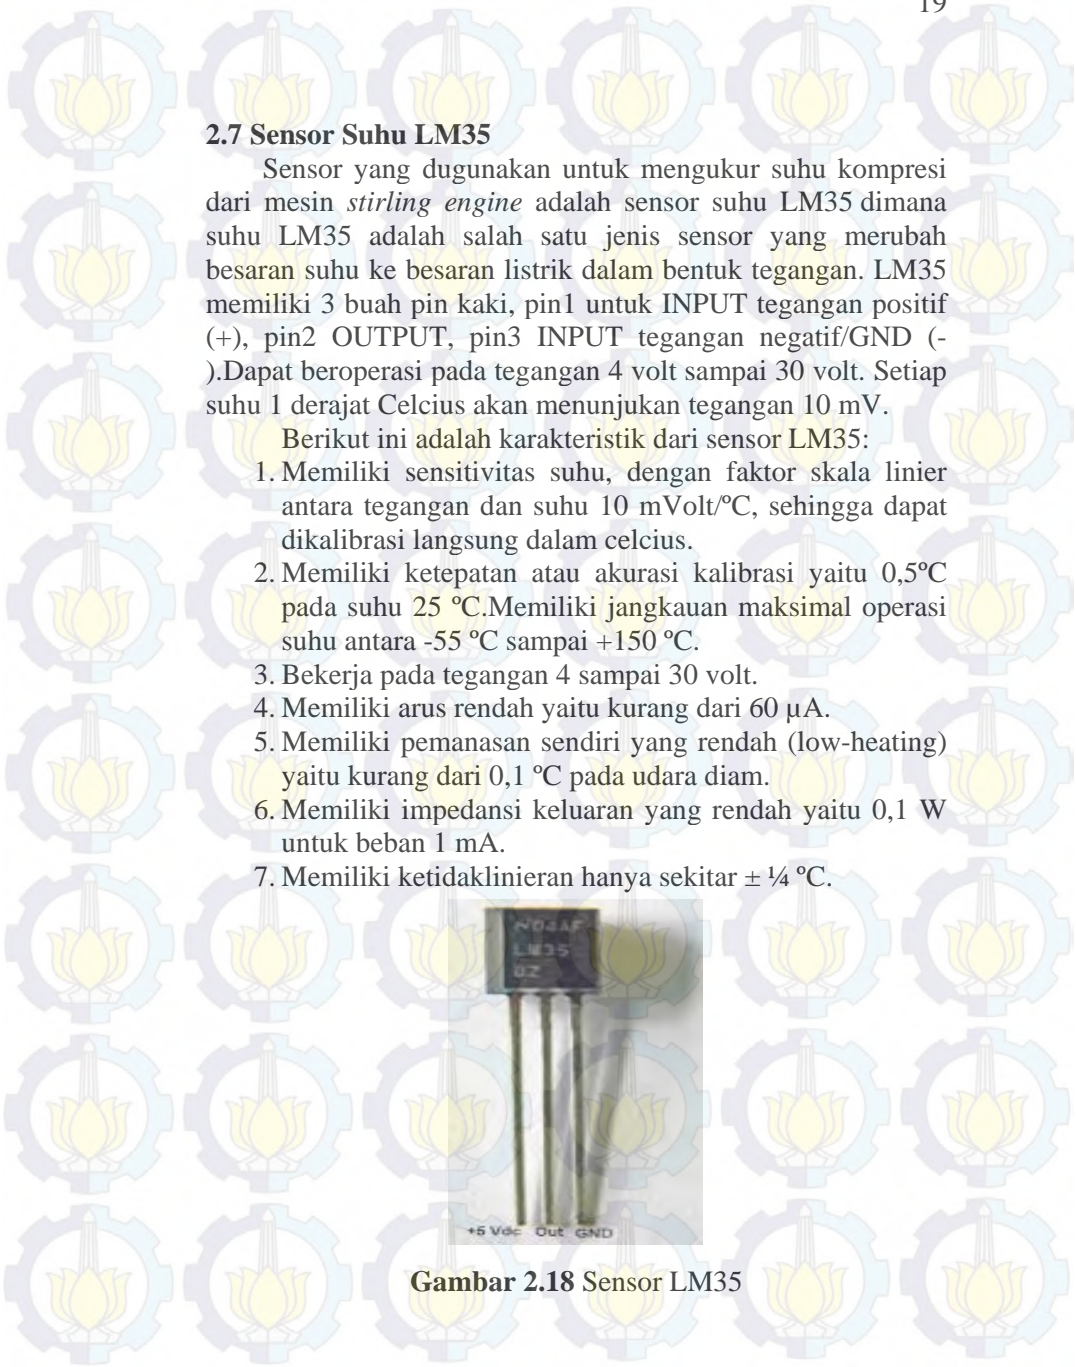 19
2.7 Sensor Suhu LM35
Sensor yang dugunakan untuk mengukur suhu kompresi
dari mesin stirling engine adalah sensor suhu LM35 dimana
suhu LM35 adalah salah satu jenis sensor yang merubah
besaran suhu ke besaran listrik dalam bentuk tegangan. LM35
memiliki 3 buah pin kaki, pin1 untuk INPUT tegangan positif
(+), pin2 OUTPUT, pin3 INPUT tegangan negatif/GND (-
).Dapat beroperasi pada tegangan 4 volt sampai 30 volt. Setiap
suhu 1 derajat Celcius akan menunjukan tegangan 10 mV.
Berikut ini adalah karakteristik dari sensor LM35:
1. Memiliki sensitivitas suhu, dengan faktor skala linier
antara tegangan dan suhu 10 mVolt/ºC, sehingga dapat
dikalibrasi langsung dalam celcius.
2. Memiliki ketepatan atau akurasi kalibrasi yaitu 0,5ºC
pada suhu 25 ºC.Memiliki jangkauan maksimal operasi
suhu antara -55 ºC sampai +150 ºC.
3. Bekerja pada tegangan 4 sampai 30 volt.
4. Memiliki arus rendah yaitu kurang dari 60 µA.
5. Memiliki pemanasan sendiri yang rendah (low-heating)
yaitu kurang dari 0,1 ºC pada udara diam.
6. Memiliki impedansi keluaran yang rendah yaitu 0,1 W
untuk beban 1 mA.
7. Memiliki ketidaklinieran hanya sekitar ± ¼ ºC.
LM35
DZ
+5 Vdc Out GND
Gambar 2.18 Sensor LM35